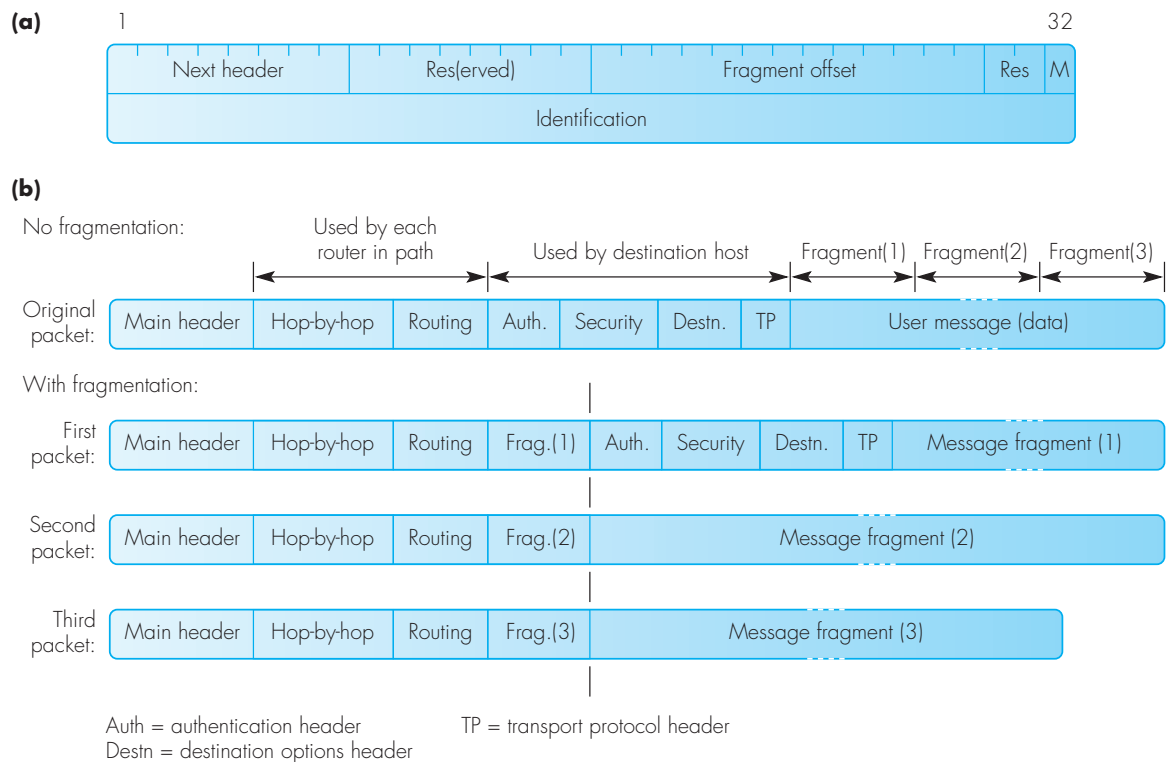 (a)
1 32
Next header Res(erved) Fragment offset Res M
Identification
(b)
No fragmentation:
Used by each
router in path
Used by destination host
Fragment(1) Fragment(2) Fragment(3)
Original
packet:
Main header Hop-by-hop Routing Auth. Security Destn. TP User message (data)
With fragmentation:
First
packet:
Main header Hop-by-hop Routing Frag.(1) Auth. Security Destn. TP Message fragment (1)
Second
packet:
Main header Hop-by-hop Routing Frag.(2) Message fragment (2)
Third
packet:
Main header Hop-by-hop Routing Frag.(3) Message fragment (3)
Auth = authentication header TP = transport protocol header
Destn = destination options header